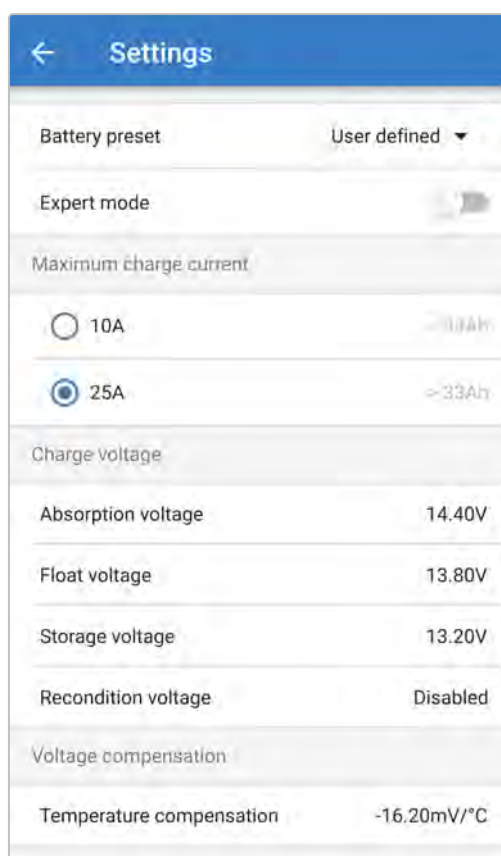 Settings
Battery preset User defined
Expert mode
Maximum charge current
10A
25A > 33Ah
Charge voltage
Absorption voltage 14.40V
Float voltage 13.80V
Storage voltage 13.20V
Recondition voltage Disabled
Voltage compensation
Temperature compensation -16.20mV/°C